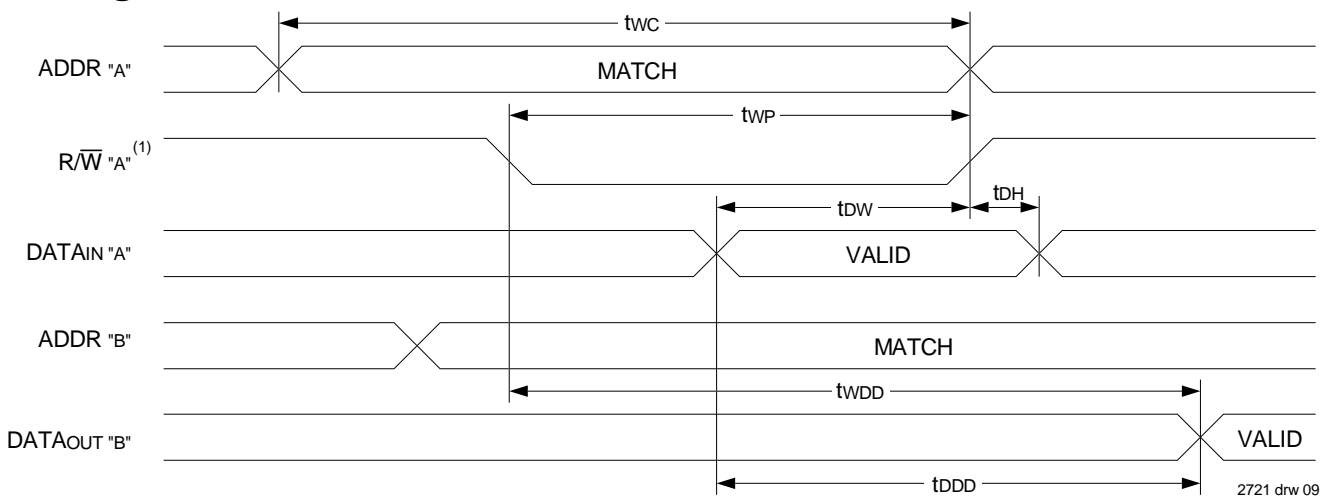 tWC
ADDR "A"
MATCH
tWP
R/W̅ "A" (1)
tDW
tDH
DATAIN "A"
VALID
ADDR "B"
MATCH
tWDD
DATAOUT "B"
VALID
tDDD
2721 drw 09